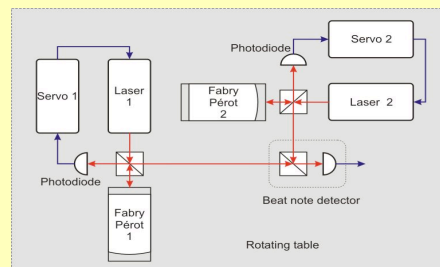 Photodiode
Servo 2
Servo 1
Laser
1
Fabry
Pérot
2
Laser 2
Photodiode
Fabry
Pérot
1
Beat note detector
Rotating table